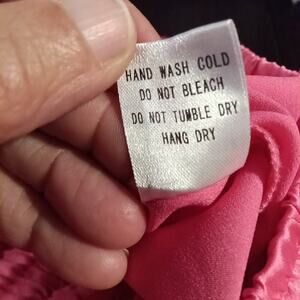 HAND WASH COLD
DO NOT BLEACH
DO NOT TUMBLE DRY
HANG DRY